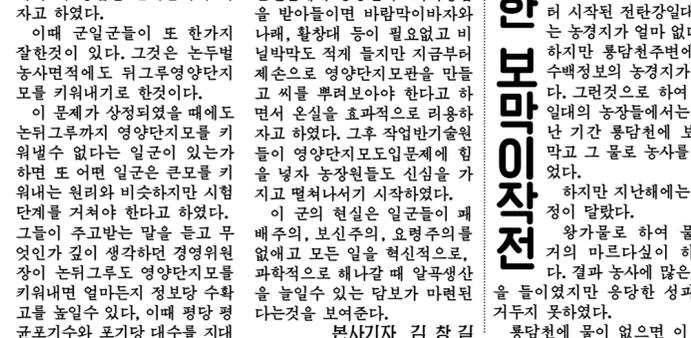 자고 하였다.
이때 군일군들이 또 한가지
잘한것이 있다. 그것은 논두벌
농사면적에도 뒤그루영양단지
모를 키워내기로 한것이다.
이 문제가 상정되였을 때에도
논뒤그루까지 영양단지모를 키
워낼수 없다는 일군이 있는가
하면 또 어떤 일군은 큰모를 키
워내는 원리와 비슷하지만 시험
단계를 거쳐야 한다고 하였다.
그들이 주고받는 말을 듣고 무
엇인가 깊이 생각하던 경영위원
장이 논뒤그루도 영양단지모를
키워내면 얼마든지 정보당 수확
고를 높일수 있다, 이때 평당 평
균포기수와 포기당 대수를 지대
을 받아들이면 바람막이바자와
나래, 활창대 등이 필요없고 비
닐박막도 적게 들지만 지금부터
제손으로 영양단지모판을 만들
고 씨를 뿌려보아야 한다고 하
면서 온실을 효과적으로 리용하
자고 하였다. 그후 작업반기술원
들이 영양단지모도입문제에 힘
을 넣자 농장원들도 신심을 가
지고 떨쳐나서기 시작하였다.
이 군의 현실은 일군들이 패
배주의, 보신주의, 요령주의를
없애고 모든 일을 혁신적으로,
과학적으로 해나갈 때 알곡생산
을 늘일수 있는 담보가 마련된
다는것을 보여준다.
본사기자 김 창 길
한 보막이작전
터 시작된 전탄강일대
는 농경지가 얼마 없
하지만 룡담천주변에
수백정보의 농경지가
다. 그런것으로 하여
일대의 농장들에서는
난 기간 룡담천에 보
막고 그 물로 농사를
었다.
하지만 지난해에는
정이 달랐다.
왕가물로 하여 물
거의 마르다싶이 하
다. 결과 농사에 많은
을 들이였지만 응당한 성과
거두지 못하였다.
룡담천에 물이 없으면 이